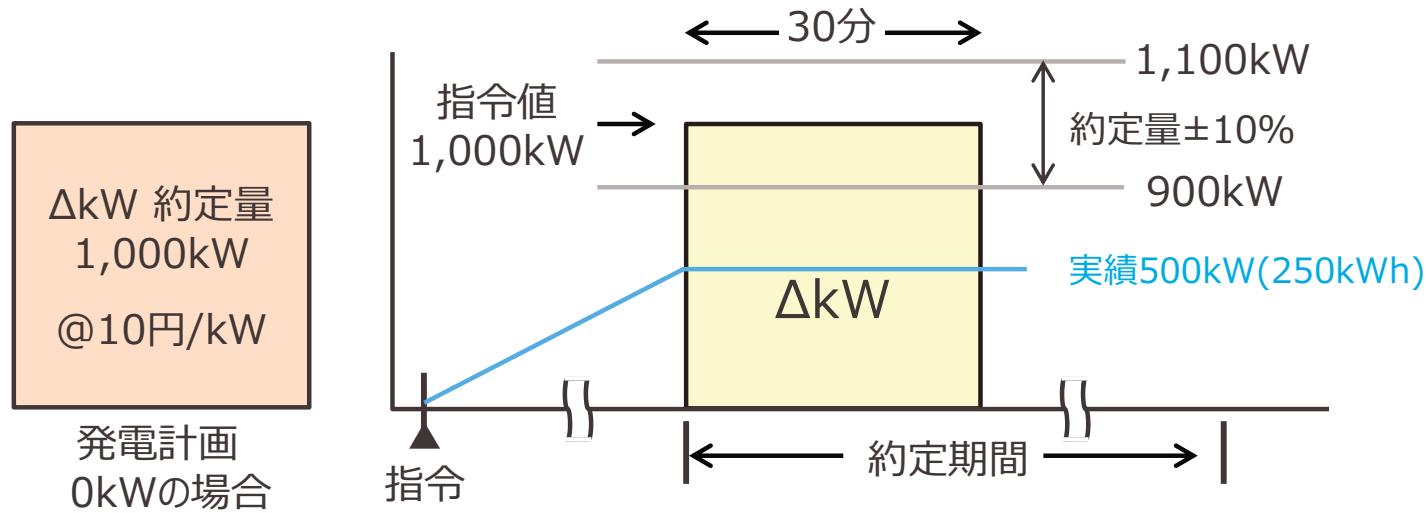 ΔkW 約定量
1,000kW
@10円/kW
発電計画
0kWの場合
30分
指令値
1,000kW
1,100kW
約定量±10%
900kW
実績500kW(250kWh)
ΔkW
指令
約定期間